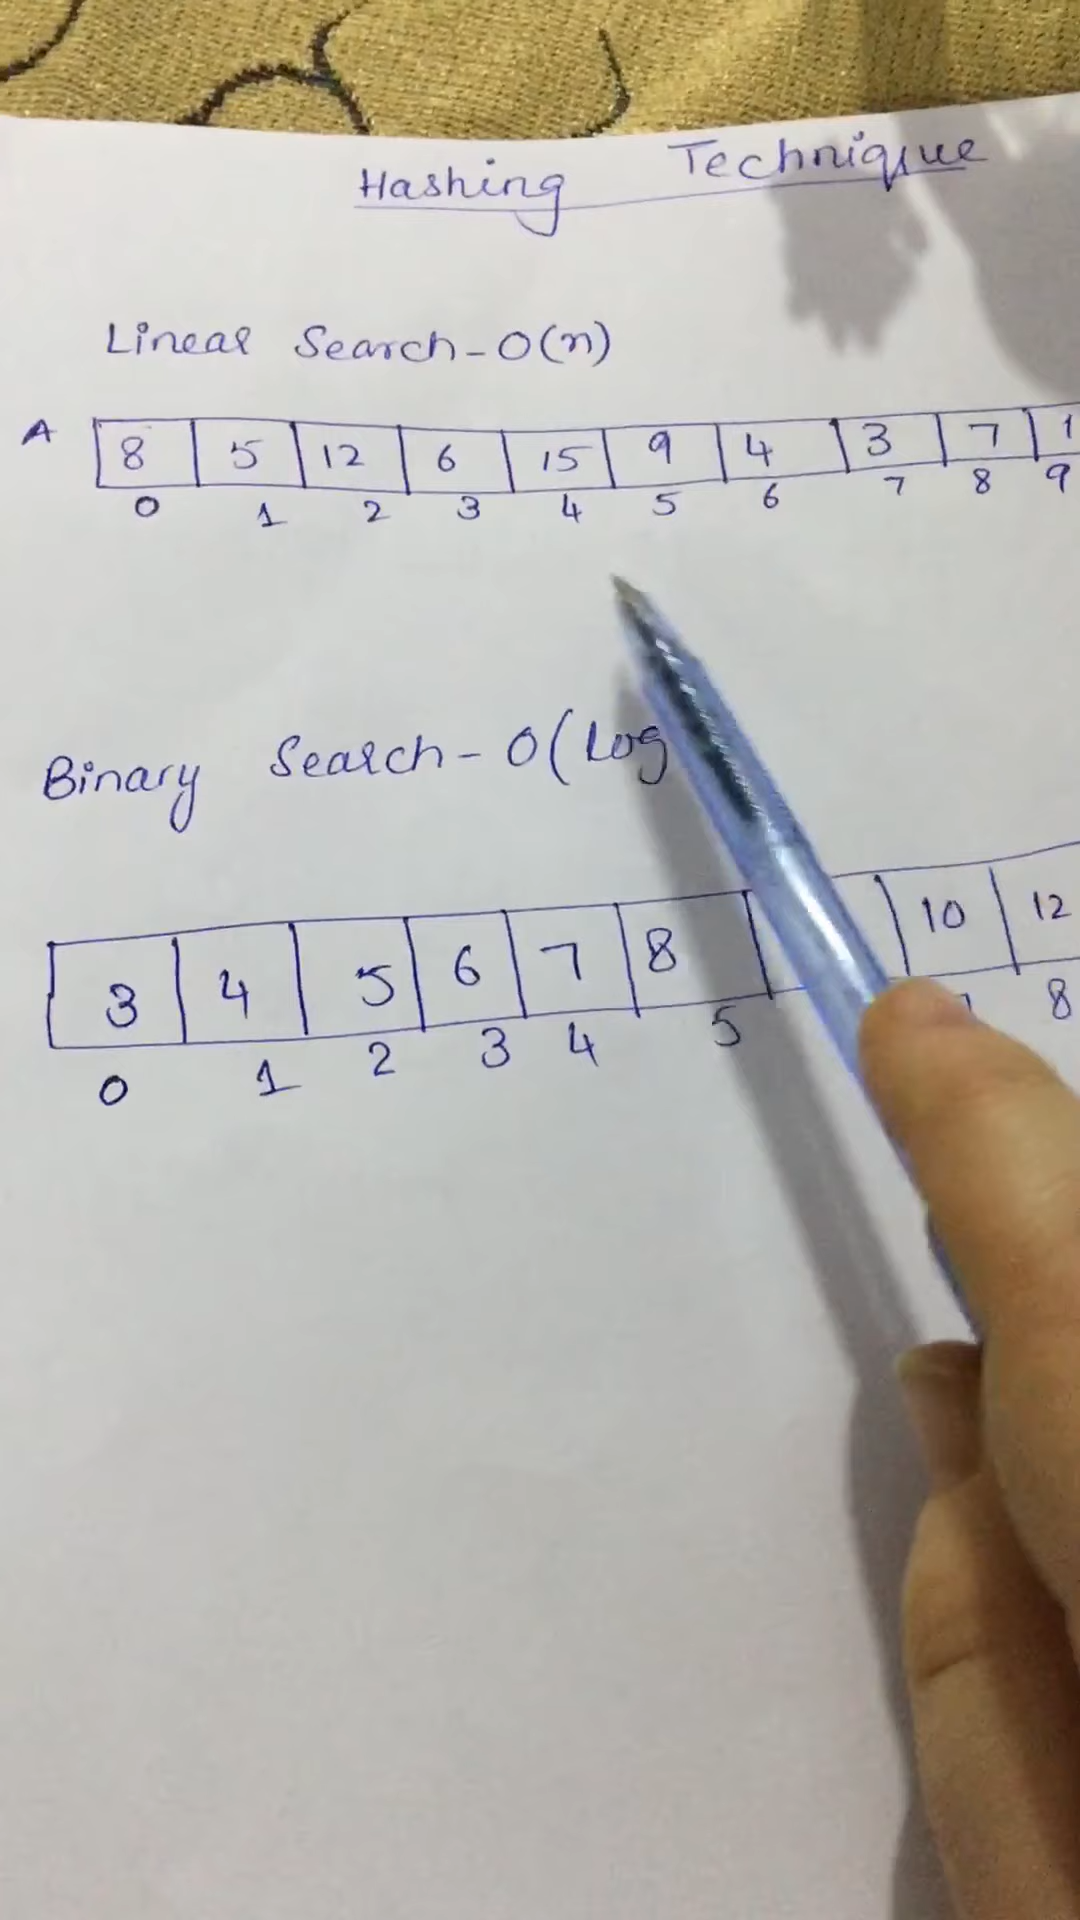 Hashing Technique
Linear Search - O(n)
A 8 5 12 6 15 9 4 3 7
0 1 2 3 4 5 6 7 8 9
Binary Search - O(Log
3 4 5 6 7 8 10 12
0 1 2 3 4 5 8